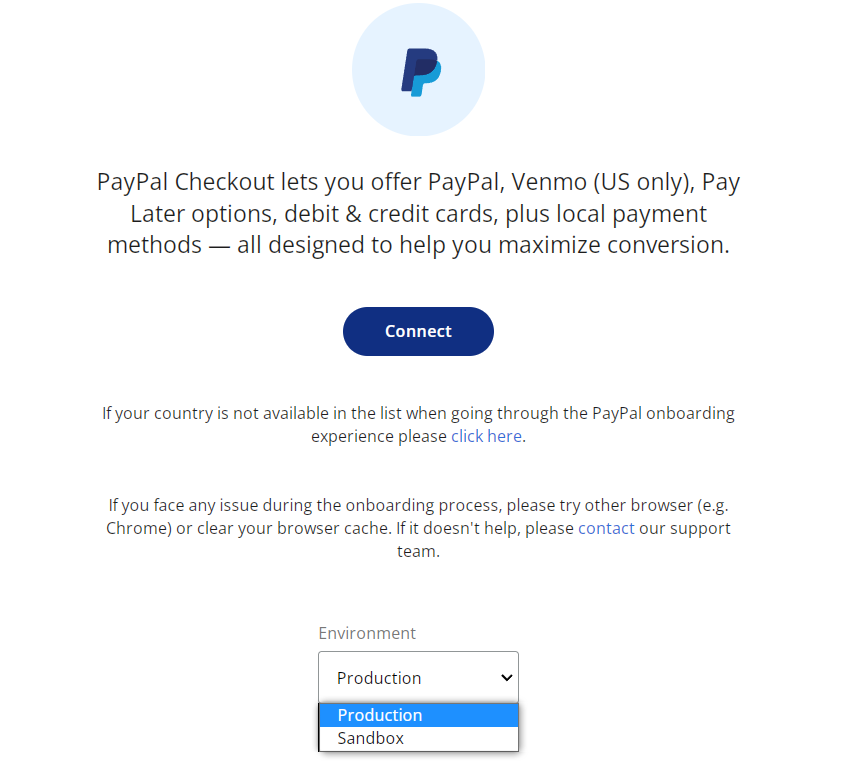 PayPal Checkout lets you offer PayPal, Venmo (US only), Pay
Later options, debit & credit cards, plus local payment
methods — all designed to help you maximize conversion.
Connect
If your country is not available in the list when going through the PayPal onboarding
experience please click here.
If you face any issue during the onboarding process, please try other browser (e.g.
Chrome) or clear your browser cache. If it doesn't help, please contact our support
team.
Environment
Production
Production
Sandbox